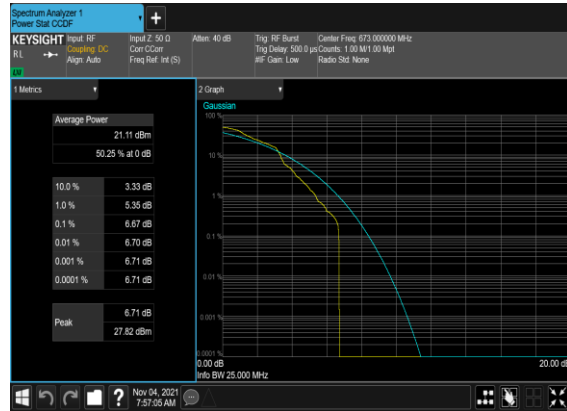 Spectrum Analyzer 1
Power Stat CCDF
+
KEYSIGHT
R L
LXI
Input: RF
Coupling: DC
Align: Auto
Input Z: 50 Ω
Corr CCorr
Freq Ref: Int (S)
Atten: 40 dB
Trig: RF Burst
Trig Delay: 500.0 µs
#IF Gain: Low
Center Freq: 673.000000 MHz
Counts: 1.00 M/1.00 Mpt
Radio Std: None
1 Metrics
Average Power
21.11 dBm
50.25 % at 0 dB
10.0 % 3.33 dB
1.0 % 5.35 dB
0.1 % 6.67 dB
0.01 % 6.70 dB
0.001 % 6.71 dB
0.0001 % 6.71 dB
Peak
6.71 dB
27.82 dBm
2 Graph
Gaussian
100 %
10 %
1 %
0.1 %
0.01 %
0.001 %
0.0001 %
0.00 dB
20.00 dB
Info BW 25.000 MHz
?
Nov 04, 2021
7:57:05 AM